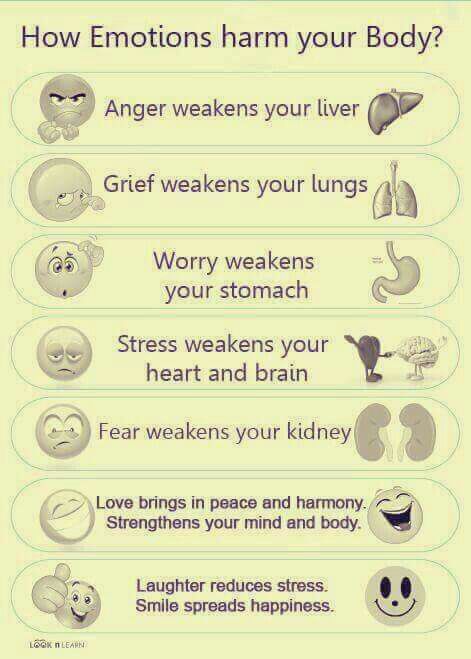 How Emotions harm your Body?
Anger weakens your liver
Grief weakens your lungs
Worry weakens
your stomach
Stress weakens your
heart and brain
Fear weakens your kidney
Love brings in peace and harmony.
Strengthens your mind and body.
Laughter reduces stress.
Smile spreads happiness.
LOOK n LEARN